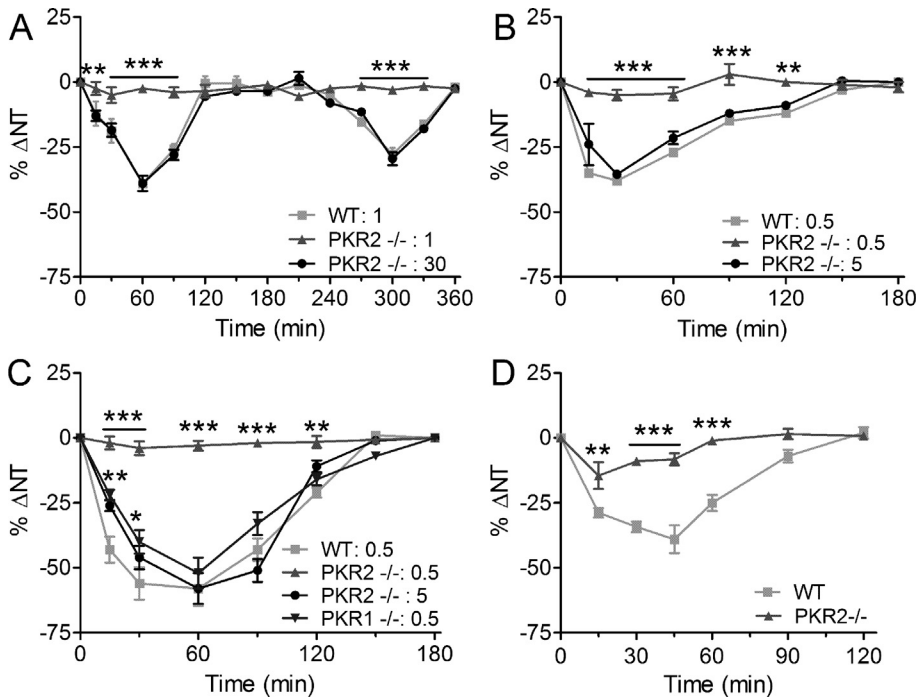 A
25
0
-25
-50
-75
% ΔNT
** *** ***
WT: 1
PKR2 -/- : 1
PKR2 -/- : 30
0 60 120 180 240 300 360
Time (min)
B
25
0
-25
-50
-75
% ΔNT
*** *** **
WT: 0.5
PKR2 -/- : 0.5
PKR2 -/- : 5
0 60 120 180
Time (min)
C
25
0
-25
-50
-75
% ΔNT
*** *** *** **
**
*
WT: 0.5
PKR2 -/-: 0.5
PKR2 -/-: 5
PKR1 -/-: 0.5
0 60 120 180
Time (min)
D
25
0
-25
-50
-75
% ΔNT
** *** ***
WT
PKR2-/-
0 30 60 90 120
Time (min)